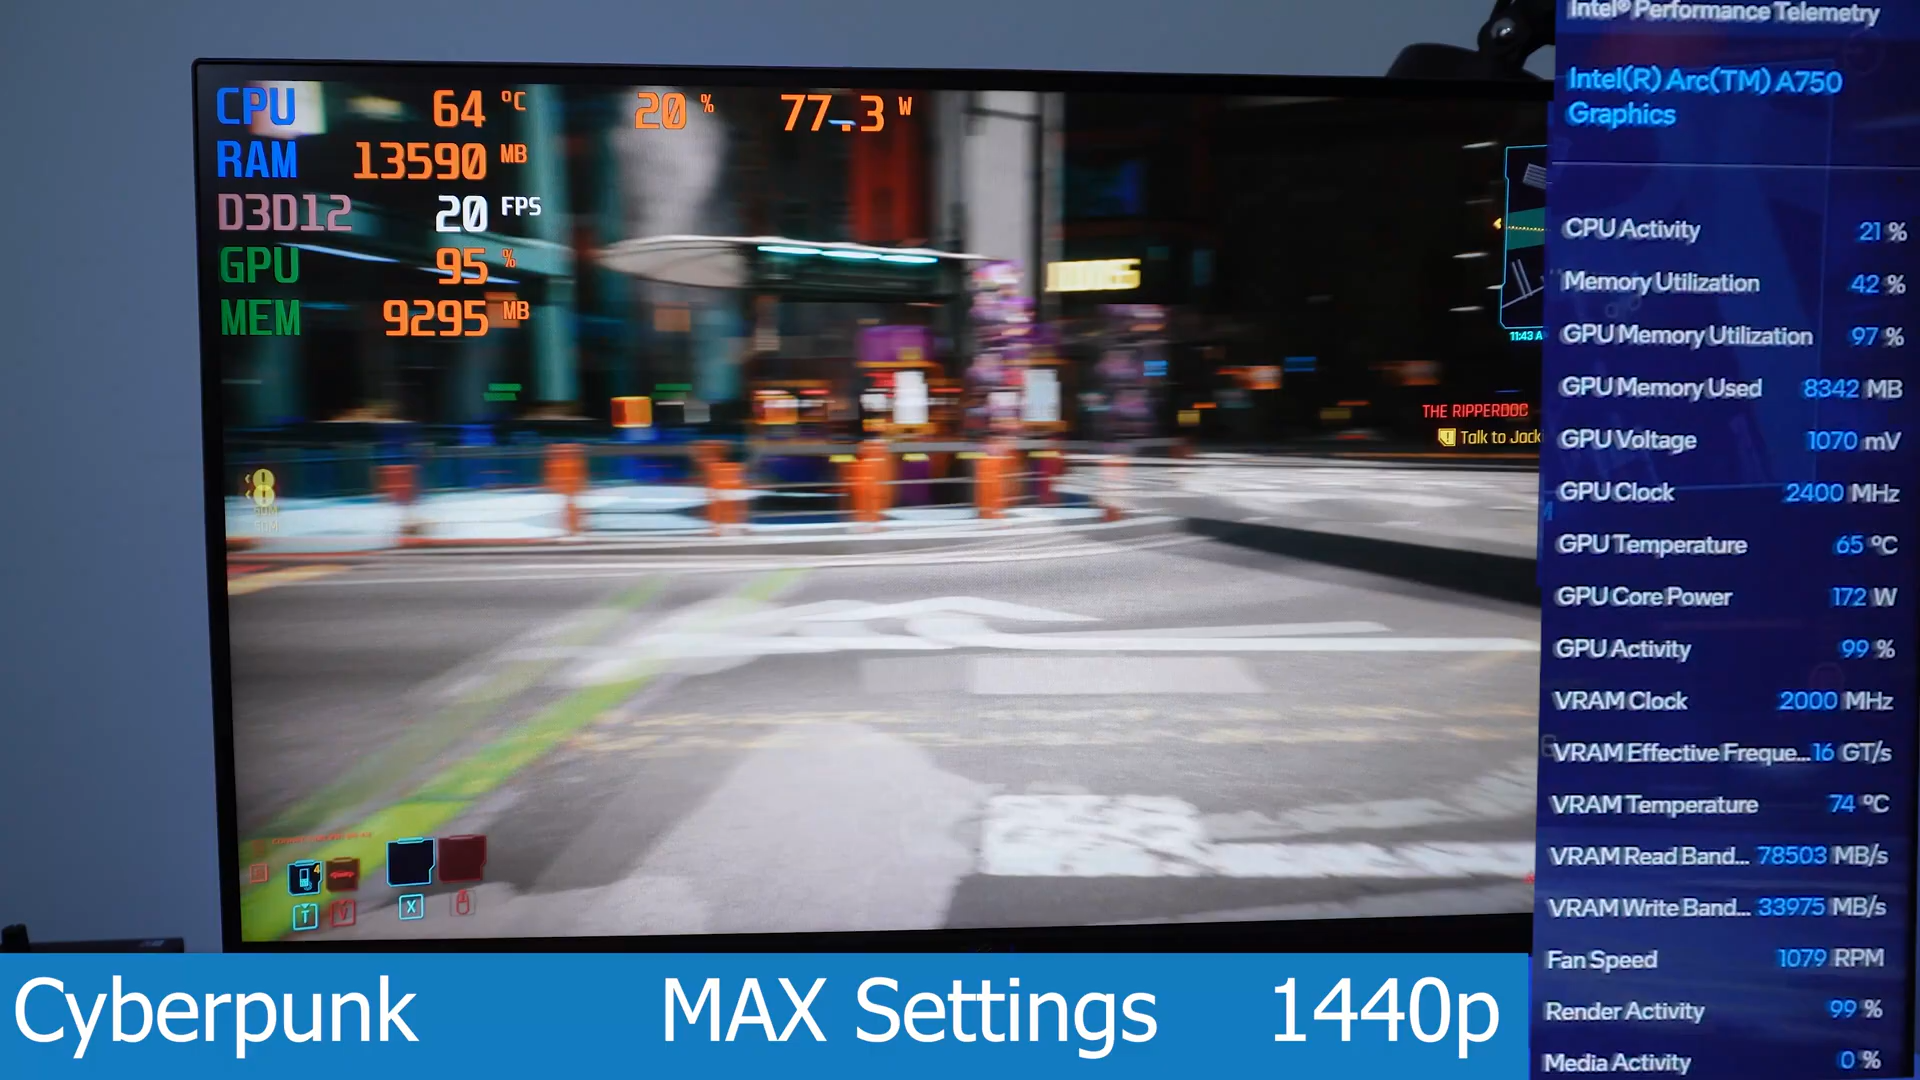 CPU 64 °C 20 % 77.3 W
RAM 13590 MB
D3D12 20 FPS
GPU 95 %
MEM 9295 MB
11:43 A
THE RIPPERDOC
Talk to Jack
4
T
V
X
Cyberpunk MAX Settings 1440p
Intel® Performance Telemetry
Intel(R) Arc(TM) A750
Graphics
CPU Activity 21 %
Memory Utilization 42 %
GPU Memory Utilization 97 %
GPU Memory Used 8342 MB
GPU Voltage 1070 mV
GPU Clock 2400 MHz
GPU Temperature 65 °C
GPU Core Power 172 W
GPU Activity 99 %
VRAM Clock 2000 MHz
VRAM Effective Freque... 16 GT/s
VRAM Temperature 74 °C
VRAM Read Band... 78503 MB/s
VRAM Write Band... 33975 MB/s
Fan Speed 1079 RPM
Render Activity 99 %
Media Activity 0 %